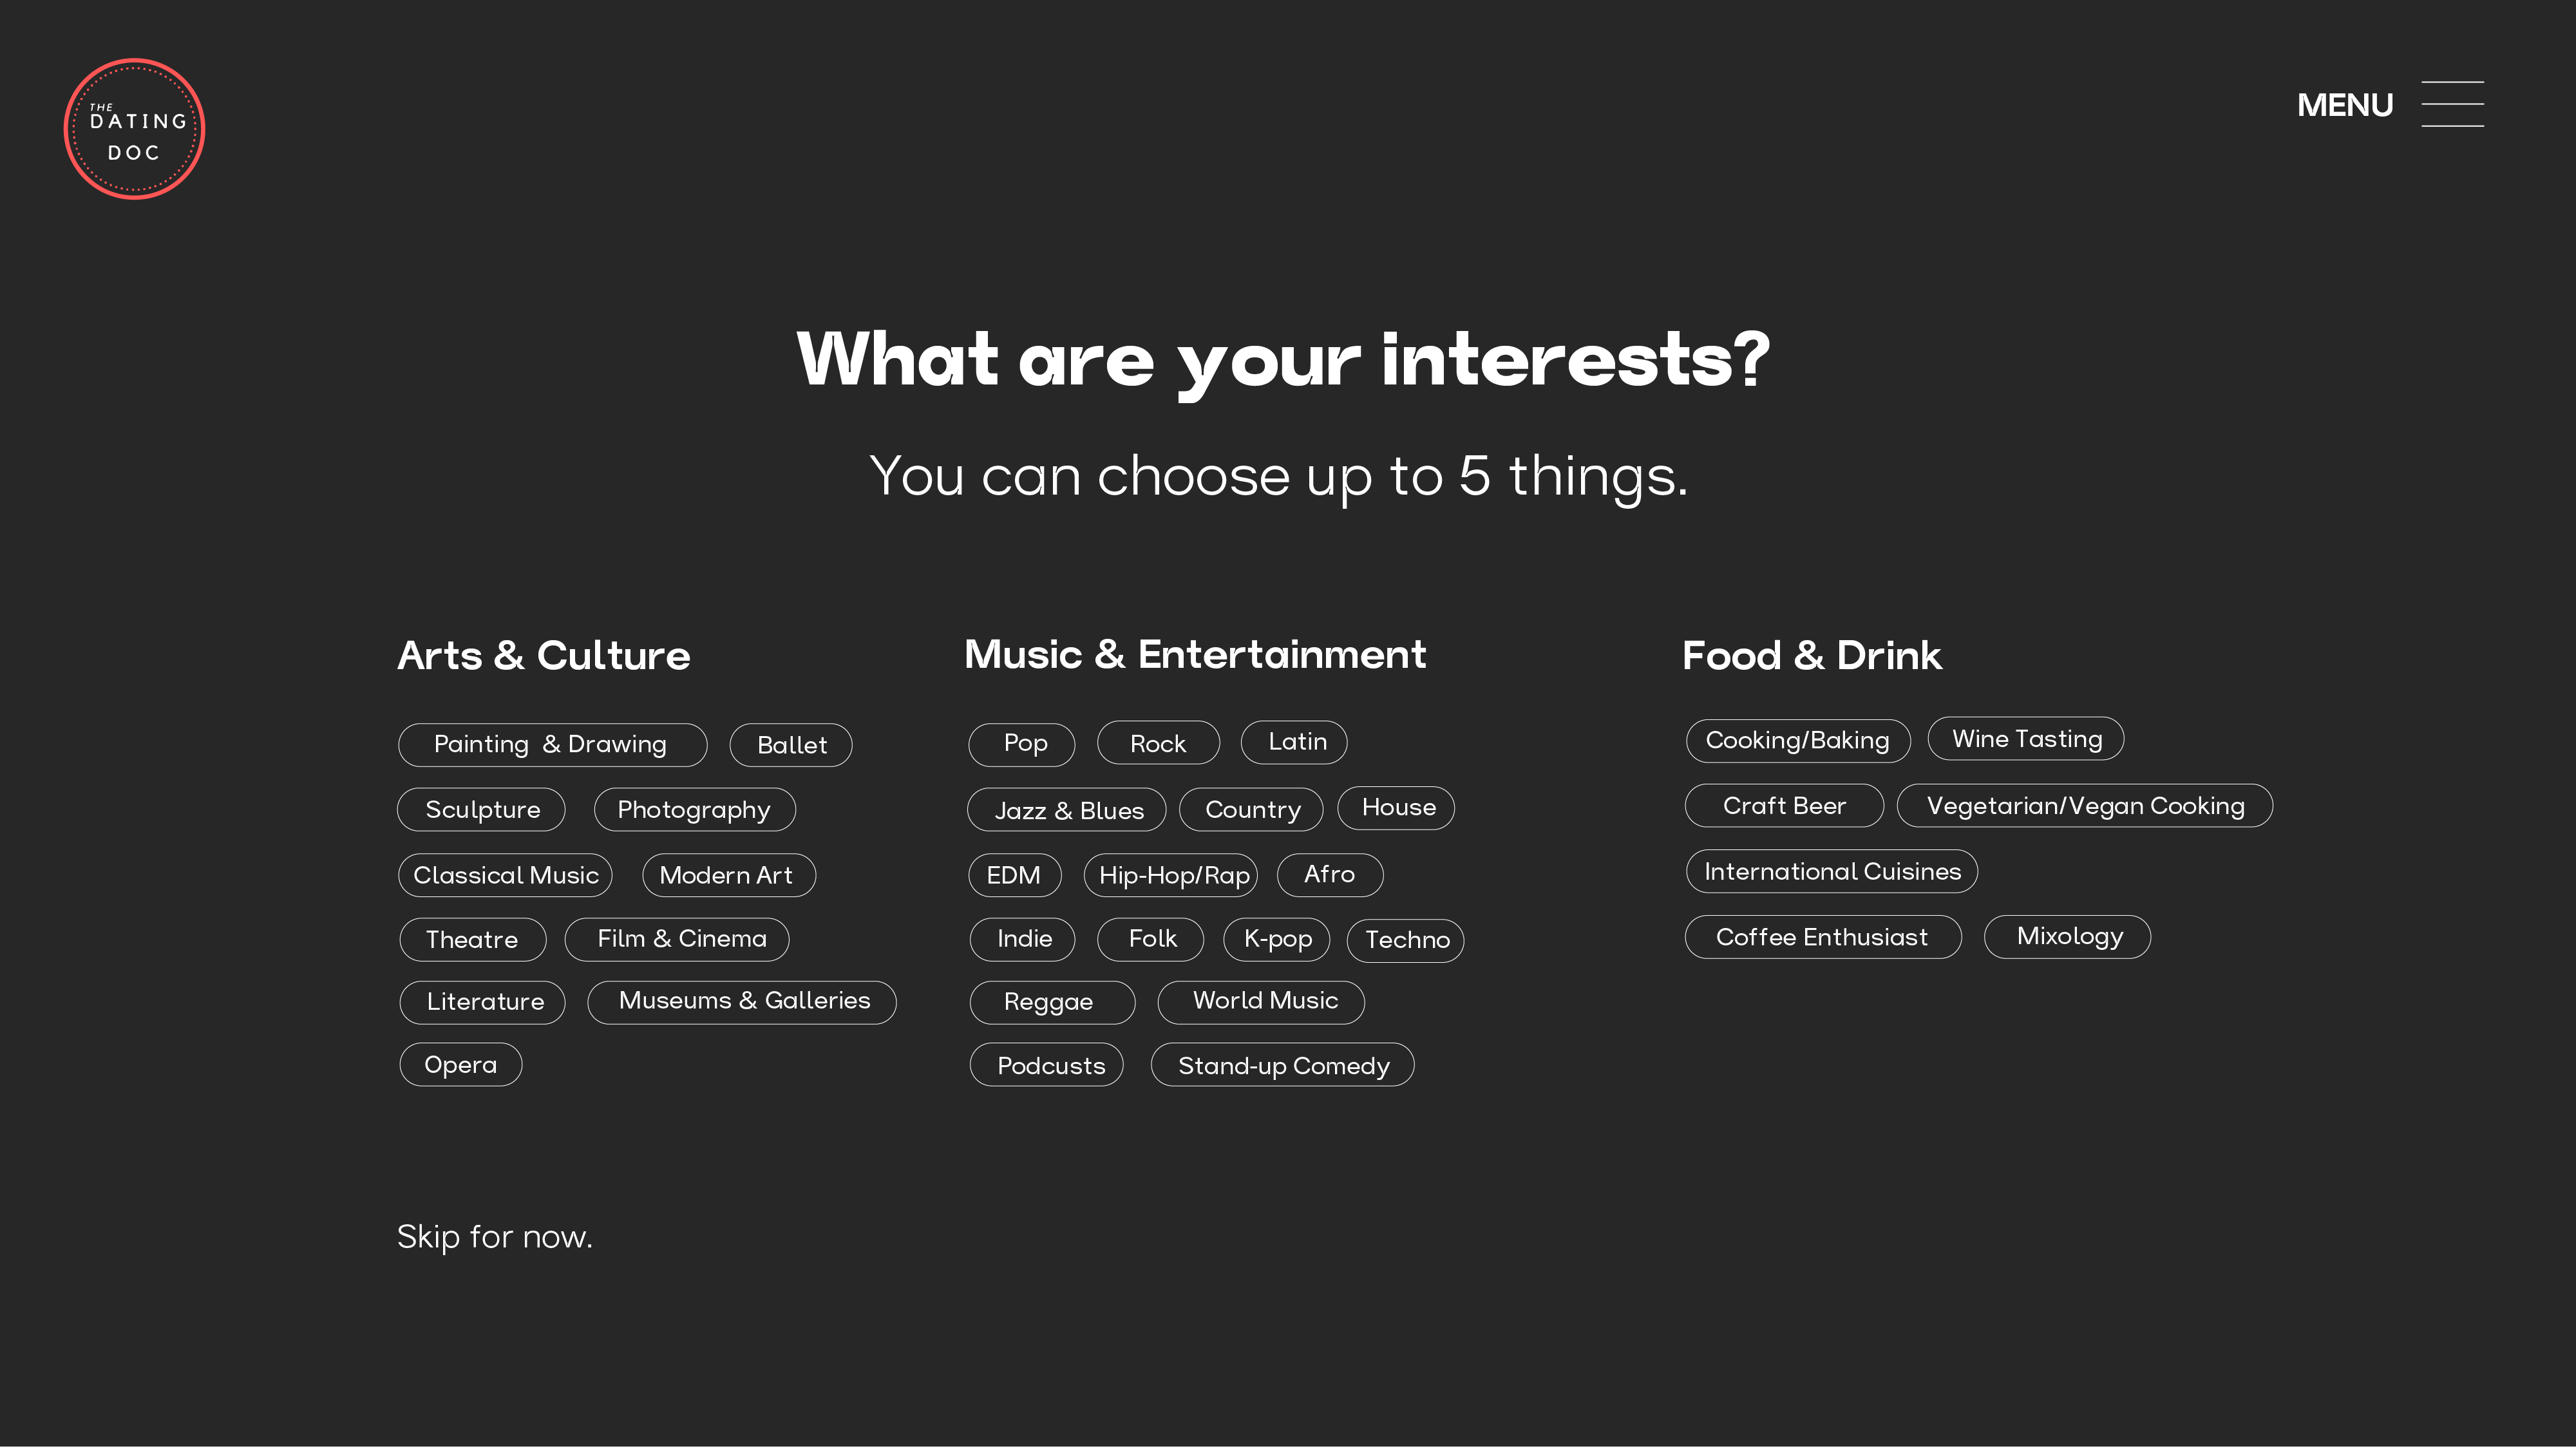 THE
DATING
DOC
MENU
What are your interests?
You can choose up to 5 things.
Arts & Culture
Painting & Drawing
Ballet
Sculpture
Photography
Classical Music
Modern Art
Theatre
Film & Cinema
Literature
Museums & Galleries
Opera
Music & Entertainment
Pop
Rock
Latin
Jazz & Blues
Country
House
EDM
Hip-Hop/Rap
Afro
Indie
Folk
K-pop
Techno
Reggae
World Music
Podcusts
Stand-up Comedy
Food & Drink
Cooking/Baking
Wine Tasting
Craft Beer
Vegetarian/Vegan Cooking
International Cuisines
Coffee Enthusiast
Mixology
Skip for now.